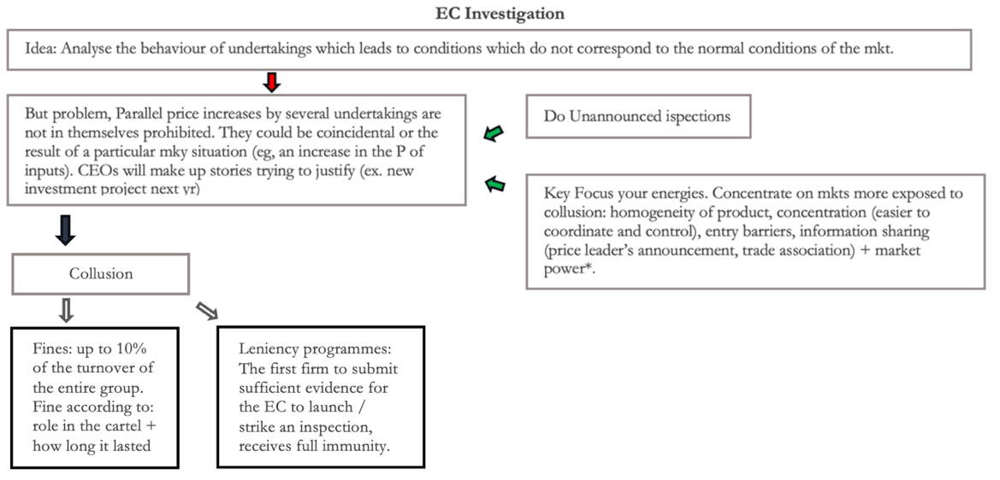 EC Investigation
Idea: Analyse the behaviour of undertakings which leads to conditions which do not correspond to the normal conditions of the mkt.
But problem, Parallel price increases by several undertakings are
not in themselves prohibited. They could be coincidental or the
result of a particular mky situation (eg, an increase in the P of
inputs). CEOs will make up stories trying to justify (ex. new
investment project next yr)
Do Unannounced ispections
Key Focus your energies. Concentrate on mkts more exposed to
collusion: homogeneity of product, concentration (easier to
coordinate and control), entry barriers, information sharing
(price leader's announcement, trade association) + market
power*.
Collusion
Fines: up to 10%
of the turnover of
the entire group.
Fine according to:
role in the cartel +
how long it lasted
Leniency programmes:
The first firm to submit
sufficient evidence for
the EC to launch /
strike an inspection,
receives full immunity.